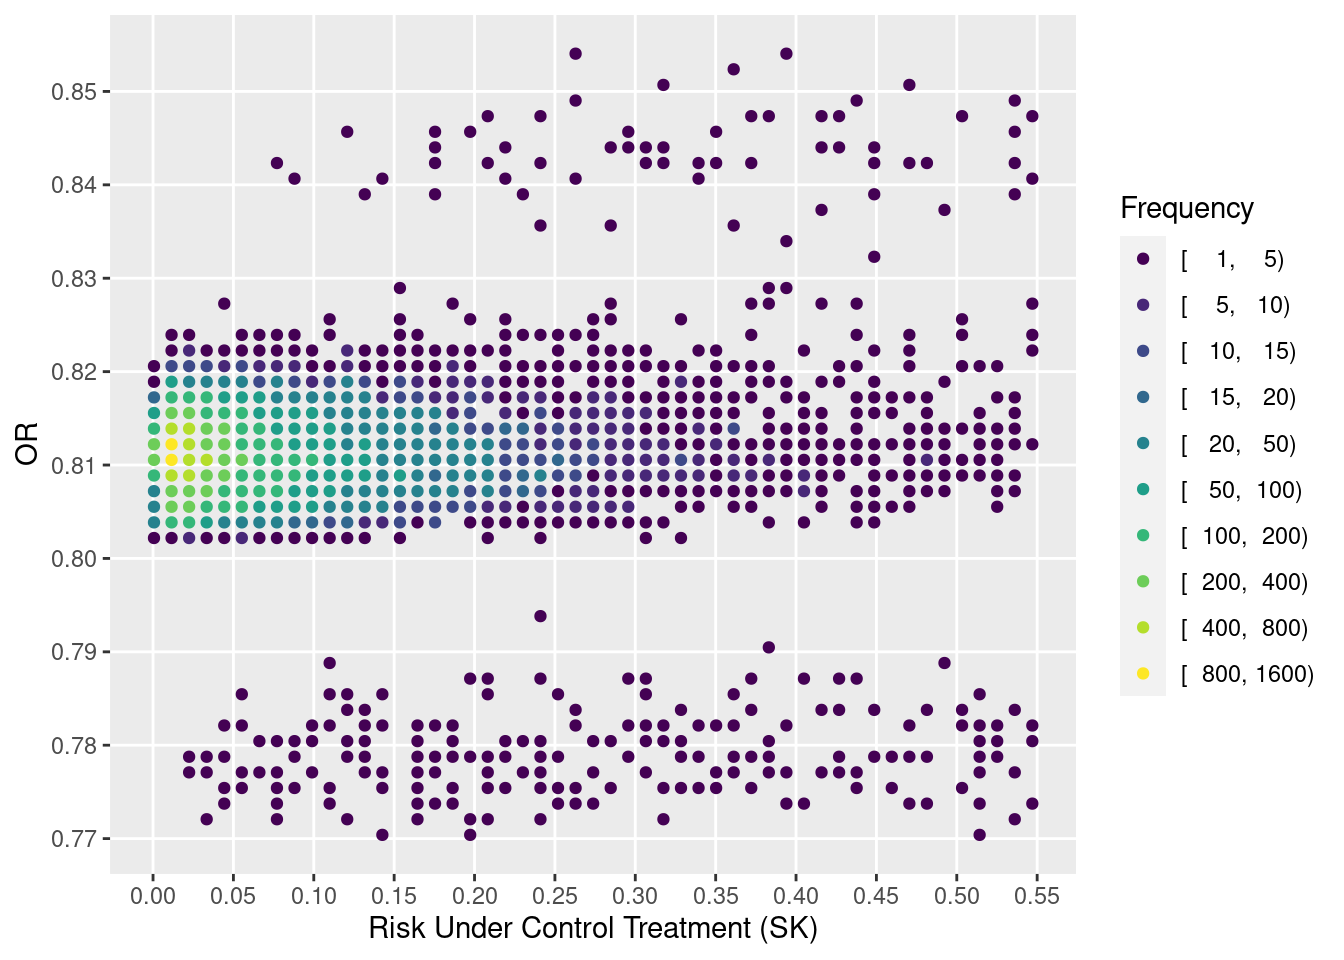 0.85
0.84
0.83
0.82
0.81
0.80
0.79
0.78
0.77
OR
0.00 0.05 0.10 0.15 0.20 0.25 0.30 0.35 0.40 0.45 0.50 0.55
Risk Under Control Treatment (SK)
Frequency
[ 1, 5)
[ 5, 10)
[ 10, 15)
[ 15, 20)
[ 20, 50)
[ 50, 100)
[ 100, 200)
[ 200, 400)
[ 400, 800)
[ 800, 1600)